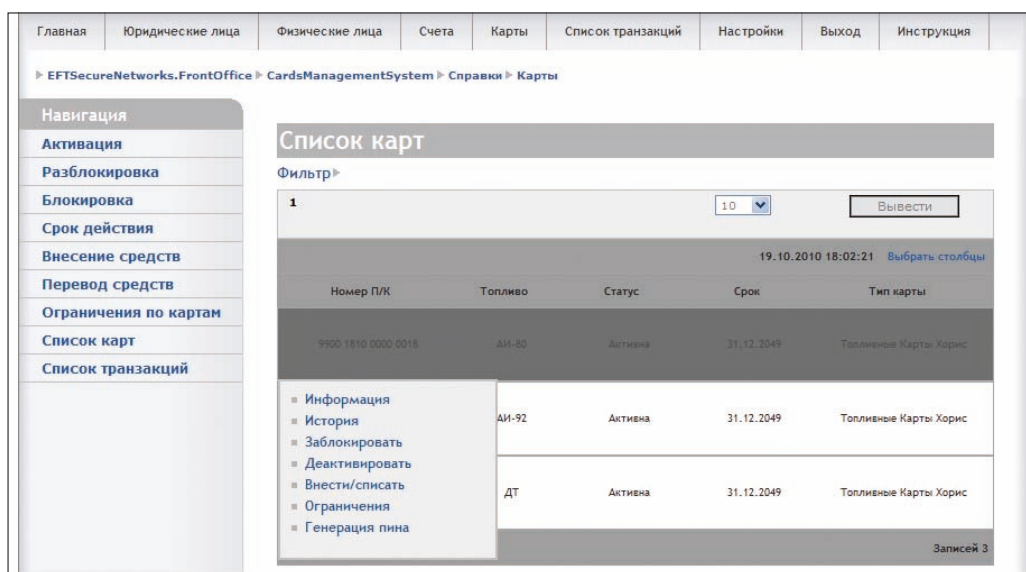 Главная Юридические лица Физические лица Счета Карты Список транзакций Настройки Выход Инструкция
EFTSecureNetworks.FrontOffice CardsManagementSystem Справки Карты
Навигация
Активация
Разблокировка
Блокировка
Срок действия
Внесение средств
Перевод средств
Ограничения по картам
Список карт
Список транзакций
Список карт
Фильтр
1 10 Вывести
19.10.2010 18:02:21 Выбрать столбцы
Номер П/К Топливо Статус Срок Тип карты
9900 1810 0000 0018 АИ-80 Активна 31.12.2049 Топливные Карты Хорис
Информация
История
Заблокировать
Деактивировать
Внести/списать
Ограничения
Генерация пина
АИ-92 Активна 31.12.2049 Топливные Карты Хорис
ДТ Активна 31.12.2049 Топливные Карты Хорис
Записей 3